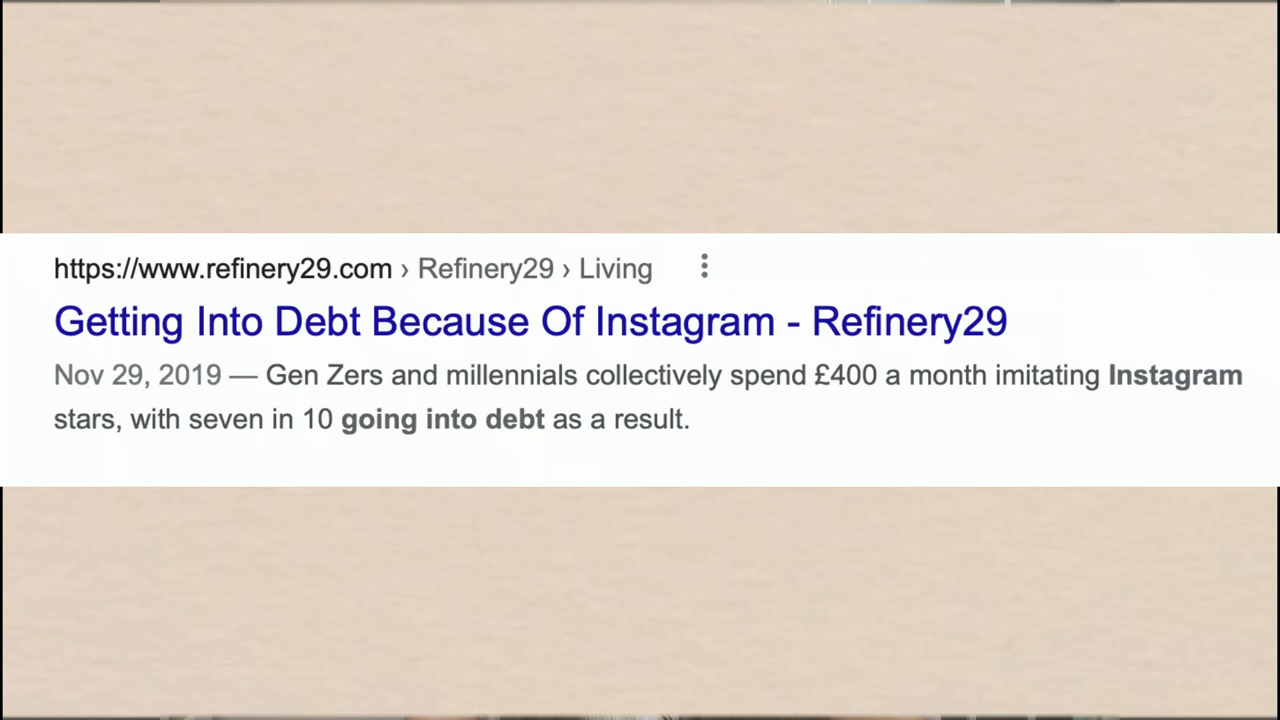 https://www.refinery29.com › Refinery29 › Living
Getting Into Debt Because Of Instagram - Refinery29
Nov 29, 2019 — Gen Zers and millennials collectively spend £400 a month imitating Instagram
stars, with seven in 10 going into debt as a result.